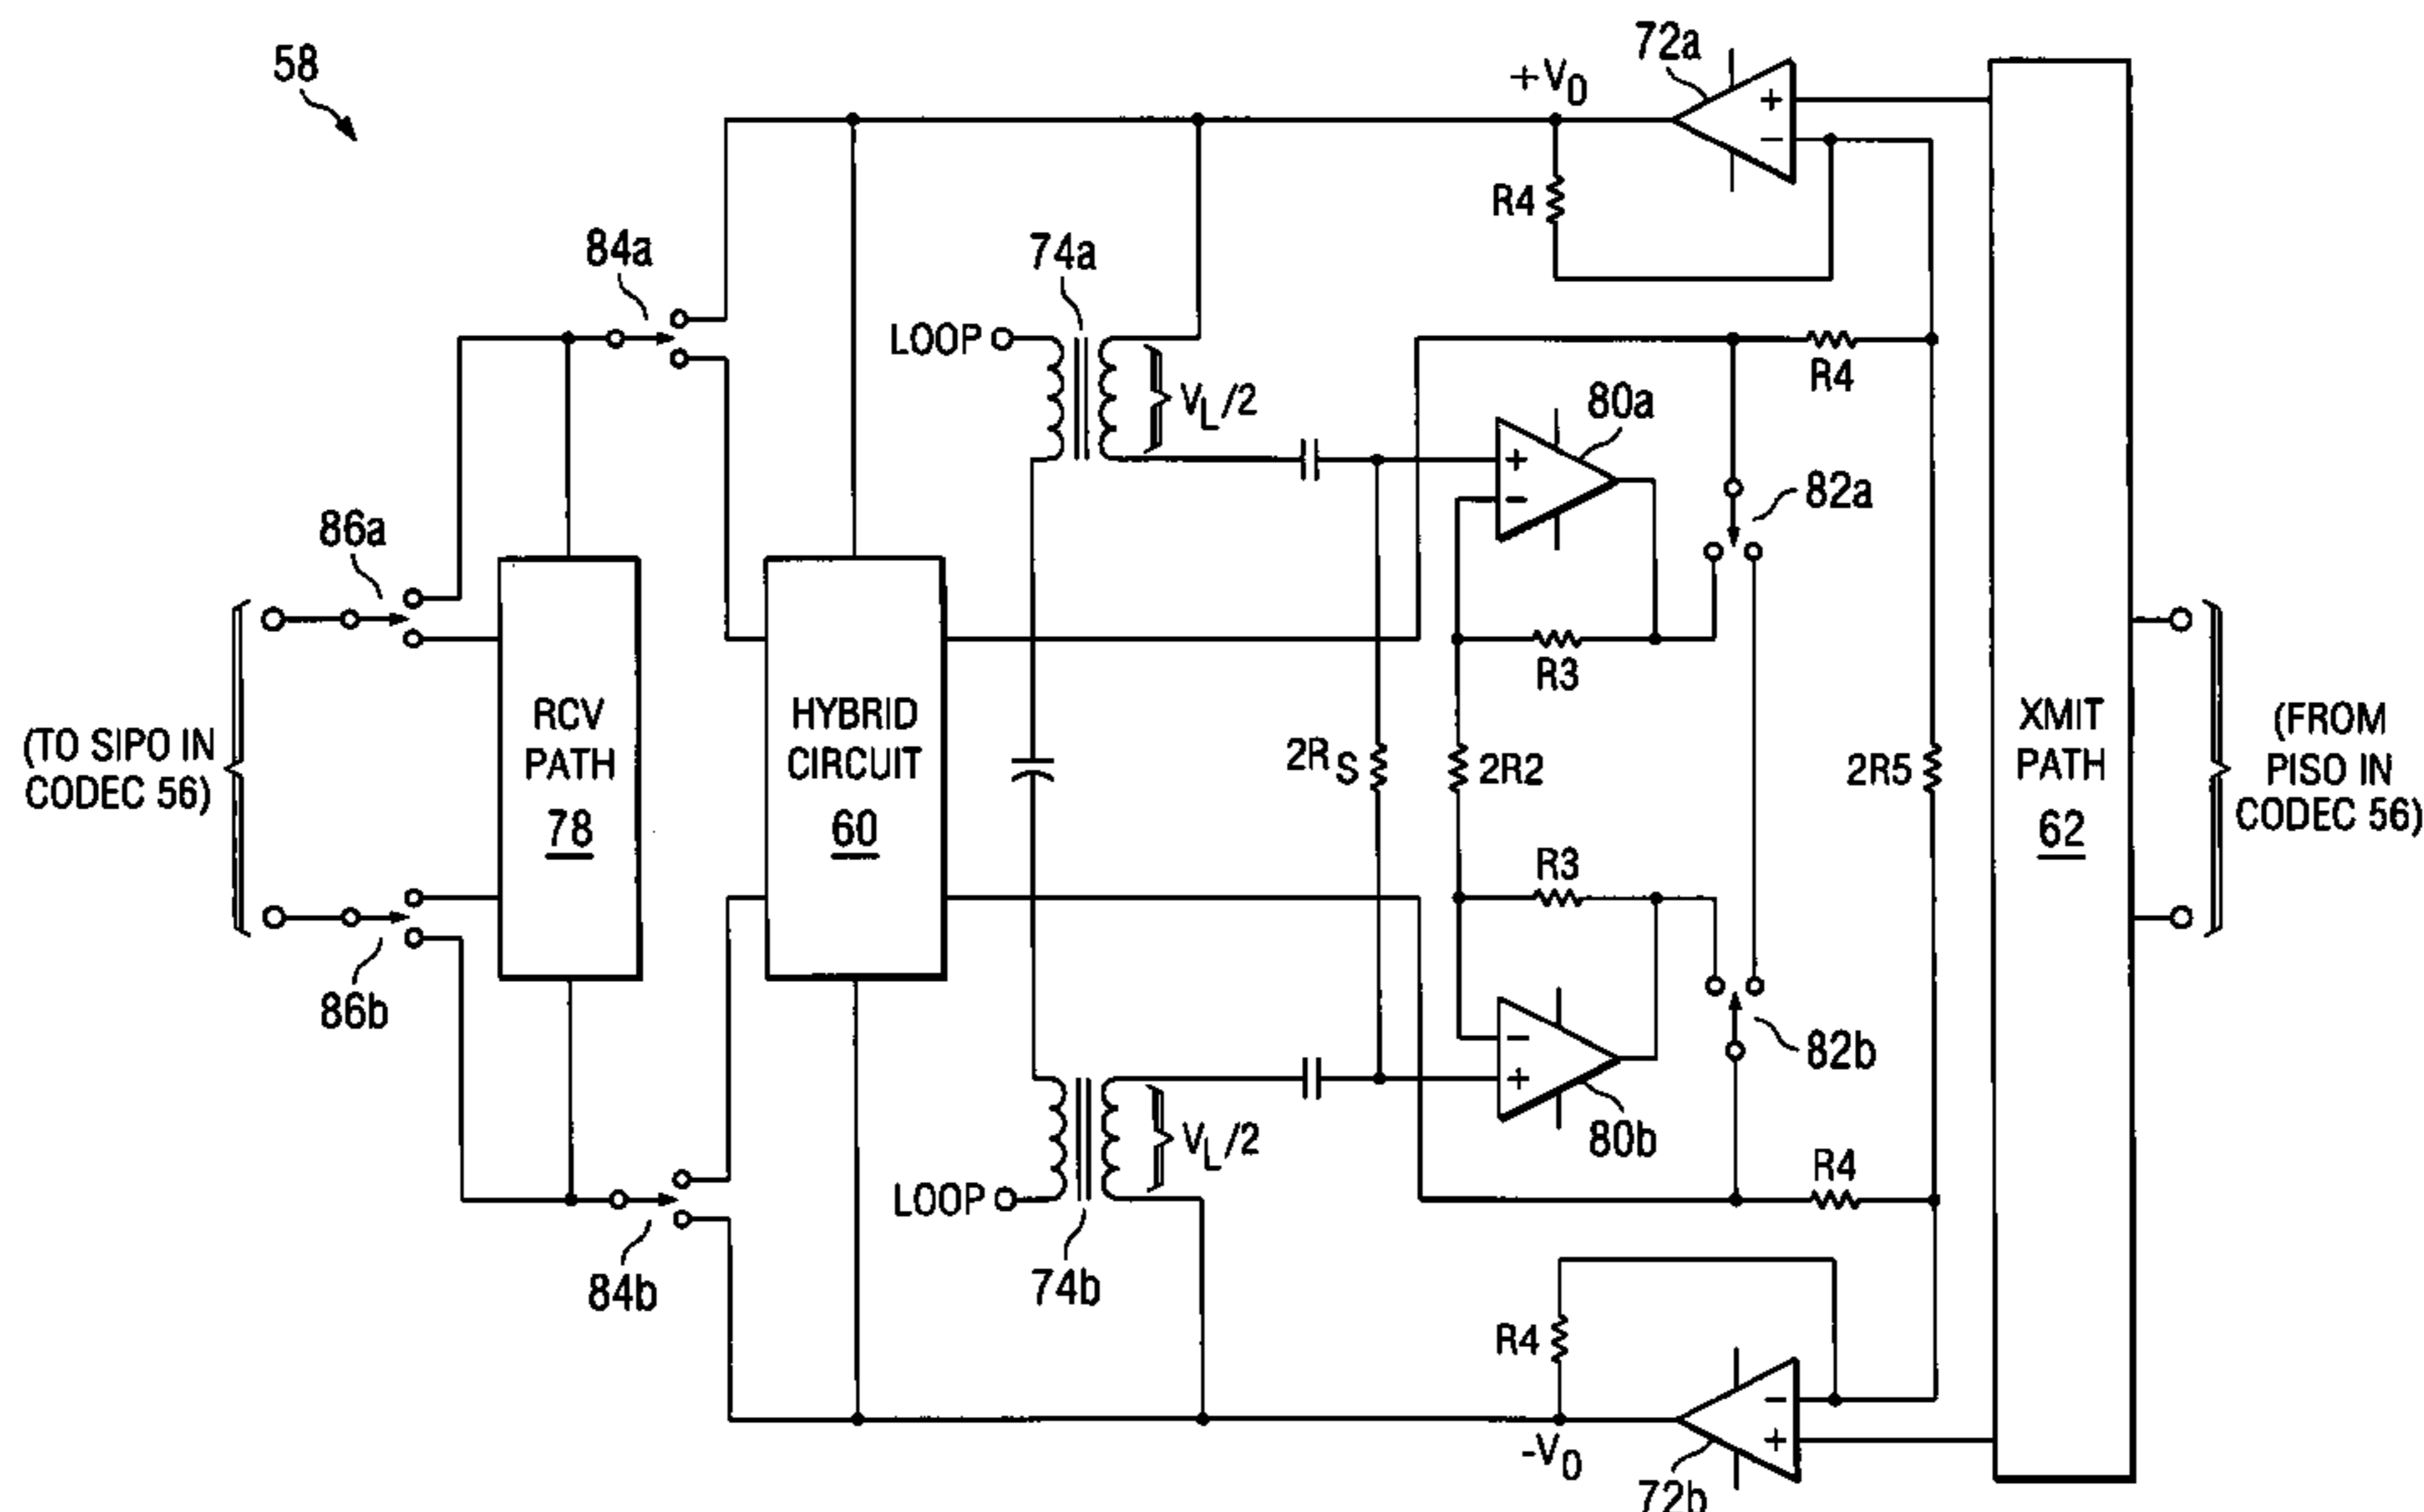 58
72a
+V0
R4
84a
74a
LOOP
VL/2
R4
80a
82a
86a
(TO SIPO IN
CODEC 56)
RCV
PATH
78
HYBRID
CIRCUIT
60
2RS
R3
2R2
R3
2R5
XMIT
PATH
62
(FROM
PISO IN
CODEC 56)
86b
84b
LOOP
74b
VL/2
80b
82b
R4
R4
-V0
72b
+
−
+
−
−
+
−
+